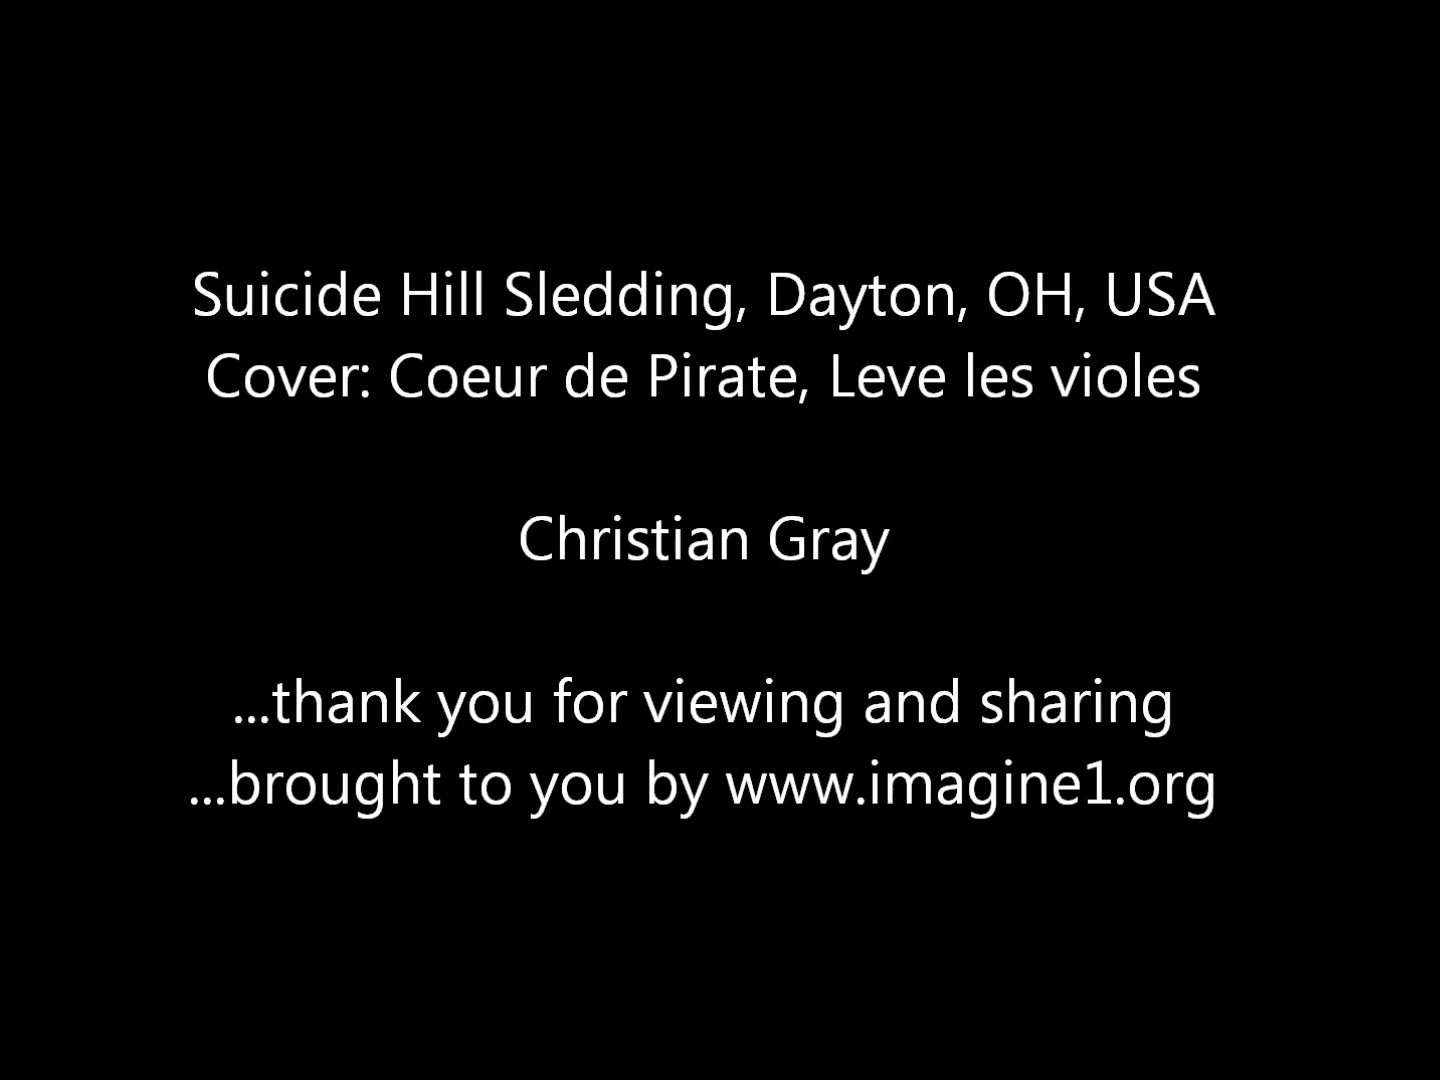 Suicide Hill Sledding, Dayton, OH, USA
Cover: Coeur de Pirate, Leve les violes
Christian Gray
...thank you for viewing and sharing
...brought to you by www.imagine1.org